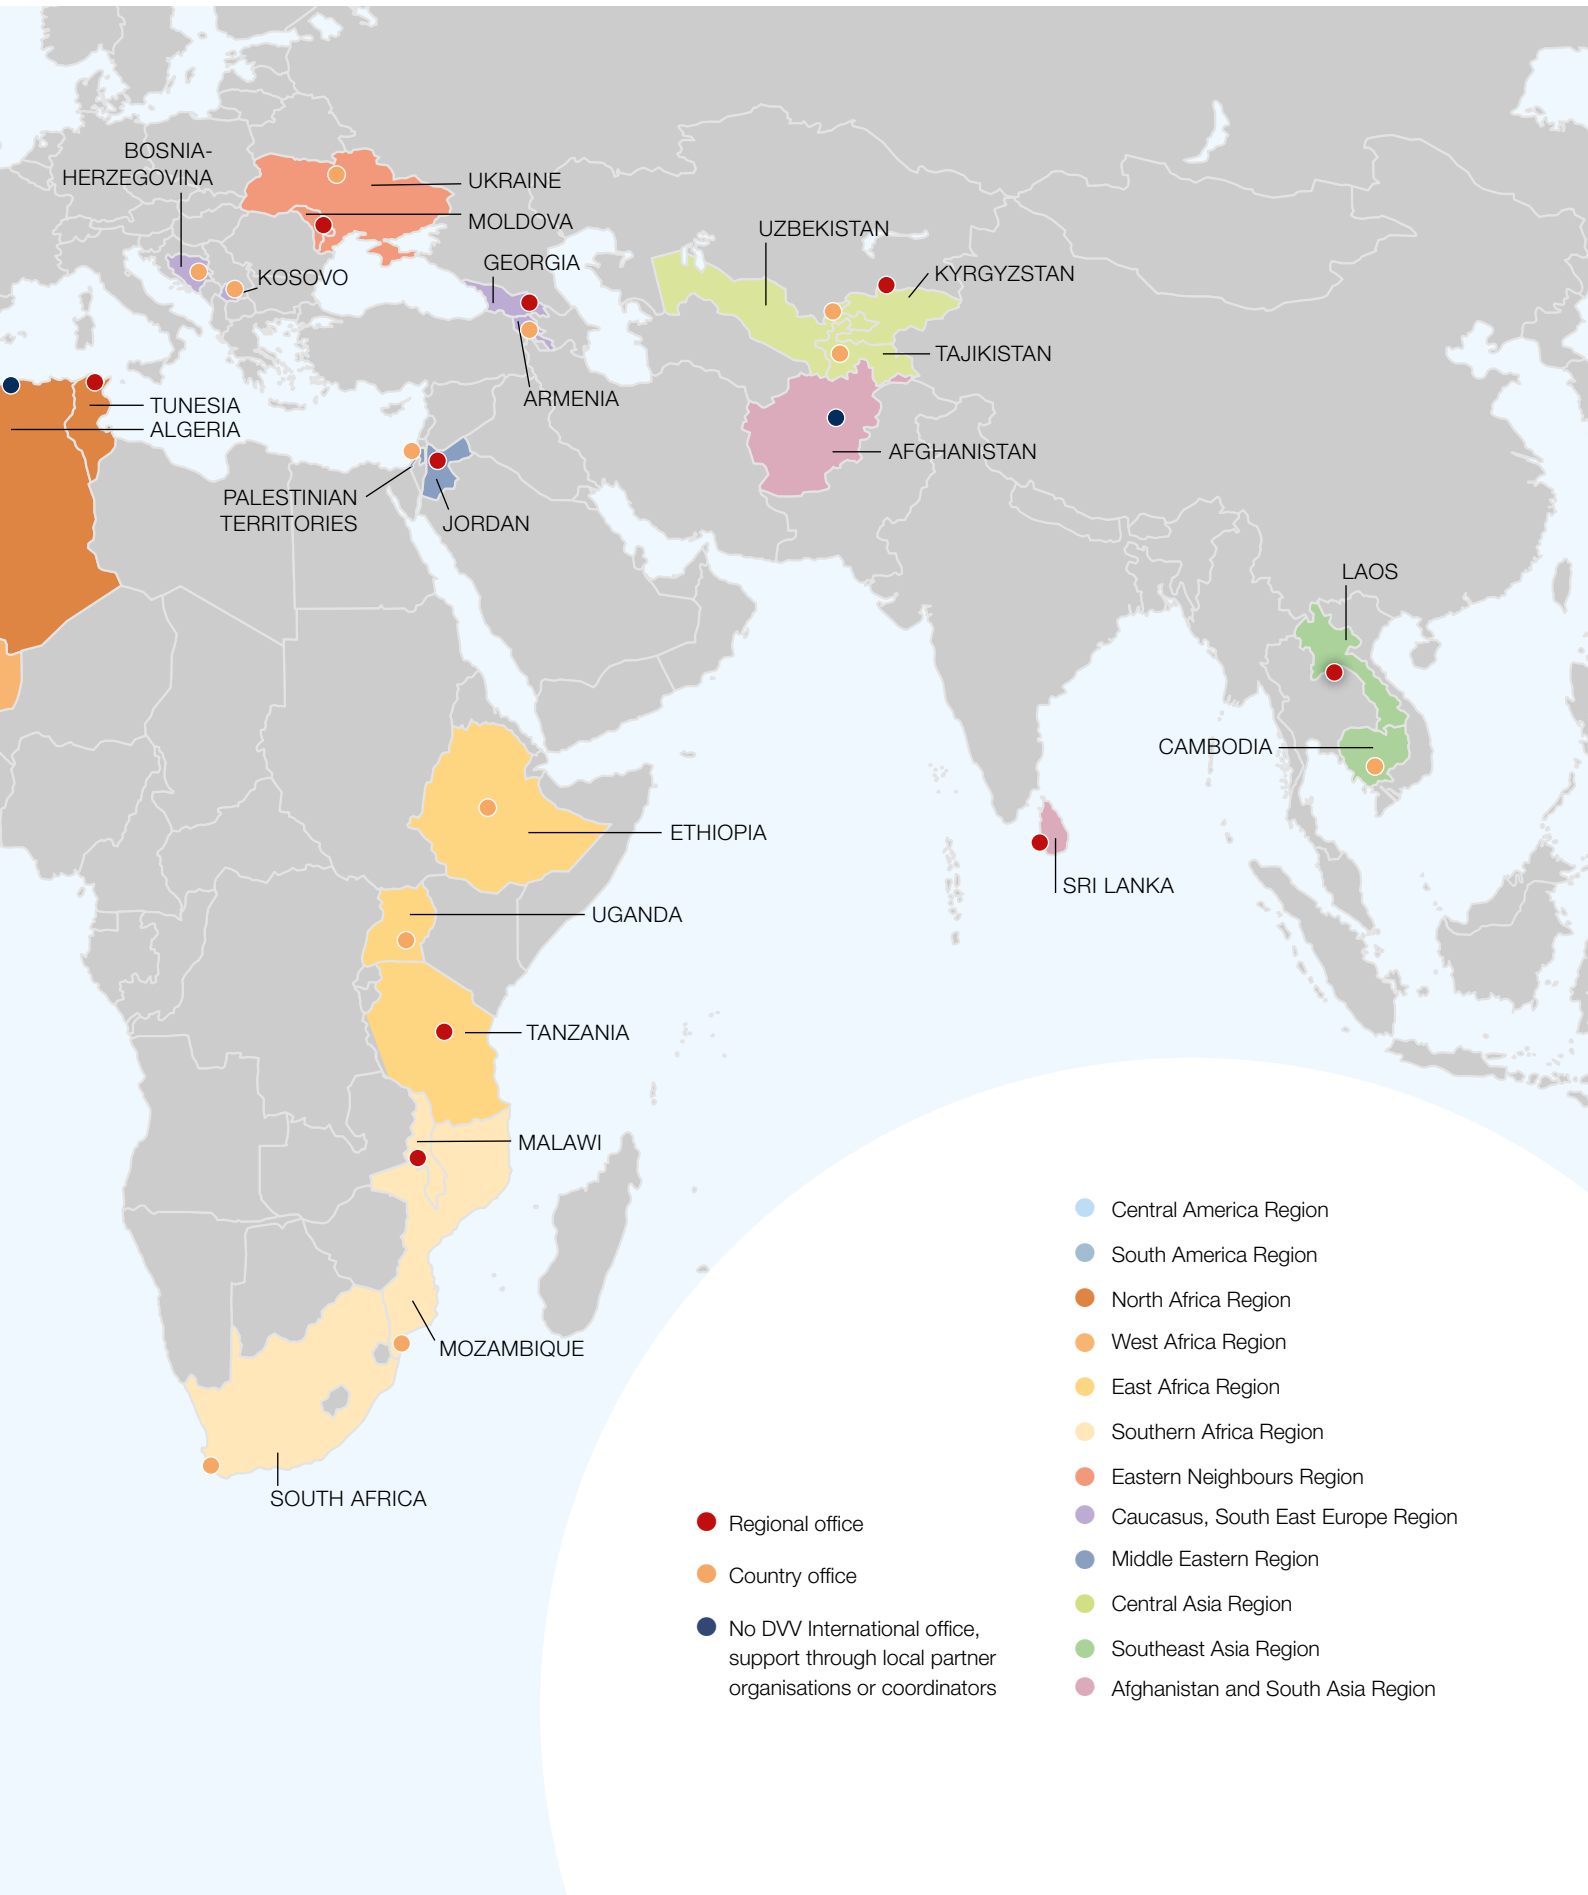 BOSNIA-
HERZEGOVINA
UKRAINE
MOLDOVA
UZBEKISTAN
GEORGIA
KYRGYZSTAN
KOSOVO
TAJIKISTAN
ARMENIA
TUNESIA
ALGERIA
AFGHANISTAN
PALESTINIAN
TERRITORIES
JORDAN
LAOS
CAMBODIA
ETHIOPIA
SRI LANKA
UGANDA
TANZANIA
MALAWI
MOZAMBIQUE
SOUTH AFRICA
Regional office
Country office
No DVV International office,
support through local partner
organisations or coordinators
Central America Region
South America Region
North Africa Region
West Africa Region
East Africa Region
Southern Africa Region
Eastern Neighbours Region
Caucasus, South East Europe Region
Middle Eastern Region
Central Asia Region
Southeast Asia Region
Afghanistan and South Asia Region